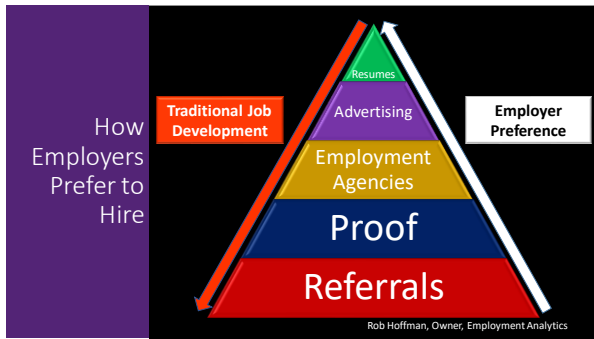 How
Employers
Prefer to
Hire
Traditional Job
Development
Resumes
Advertising
Employment
Agencies
Proof
Referrals
Employer
Preference
Rob Hoffman, Owner, Employment Analytics